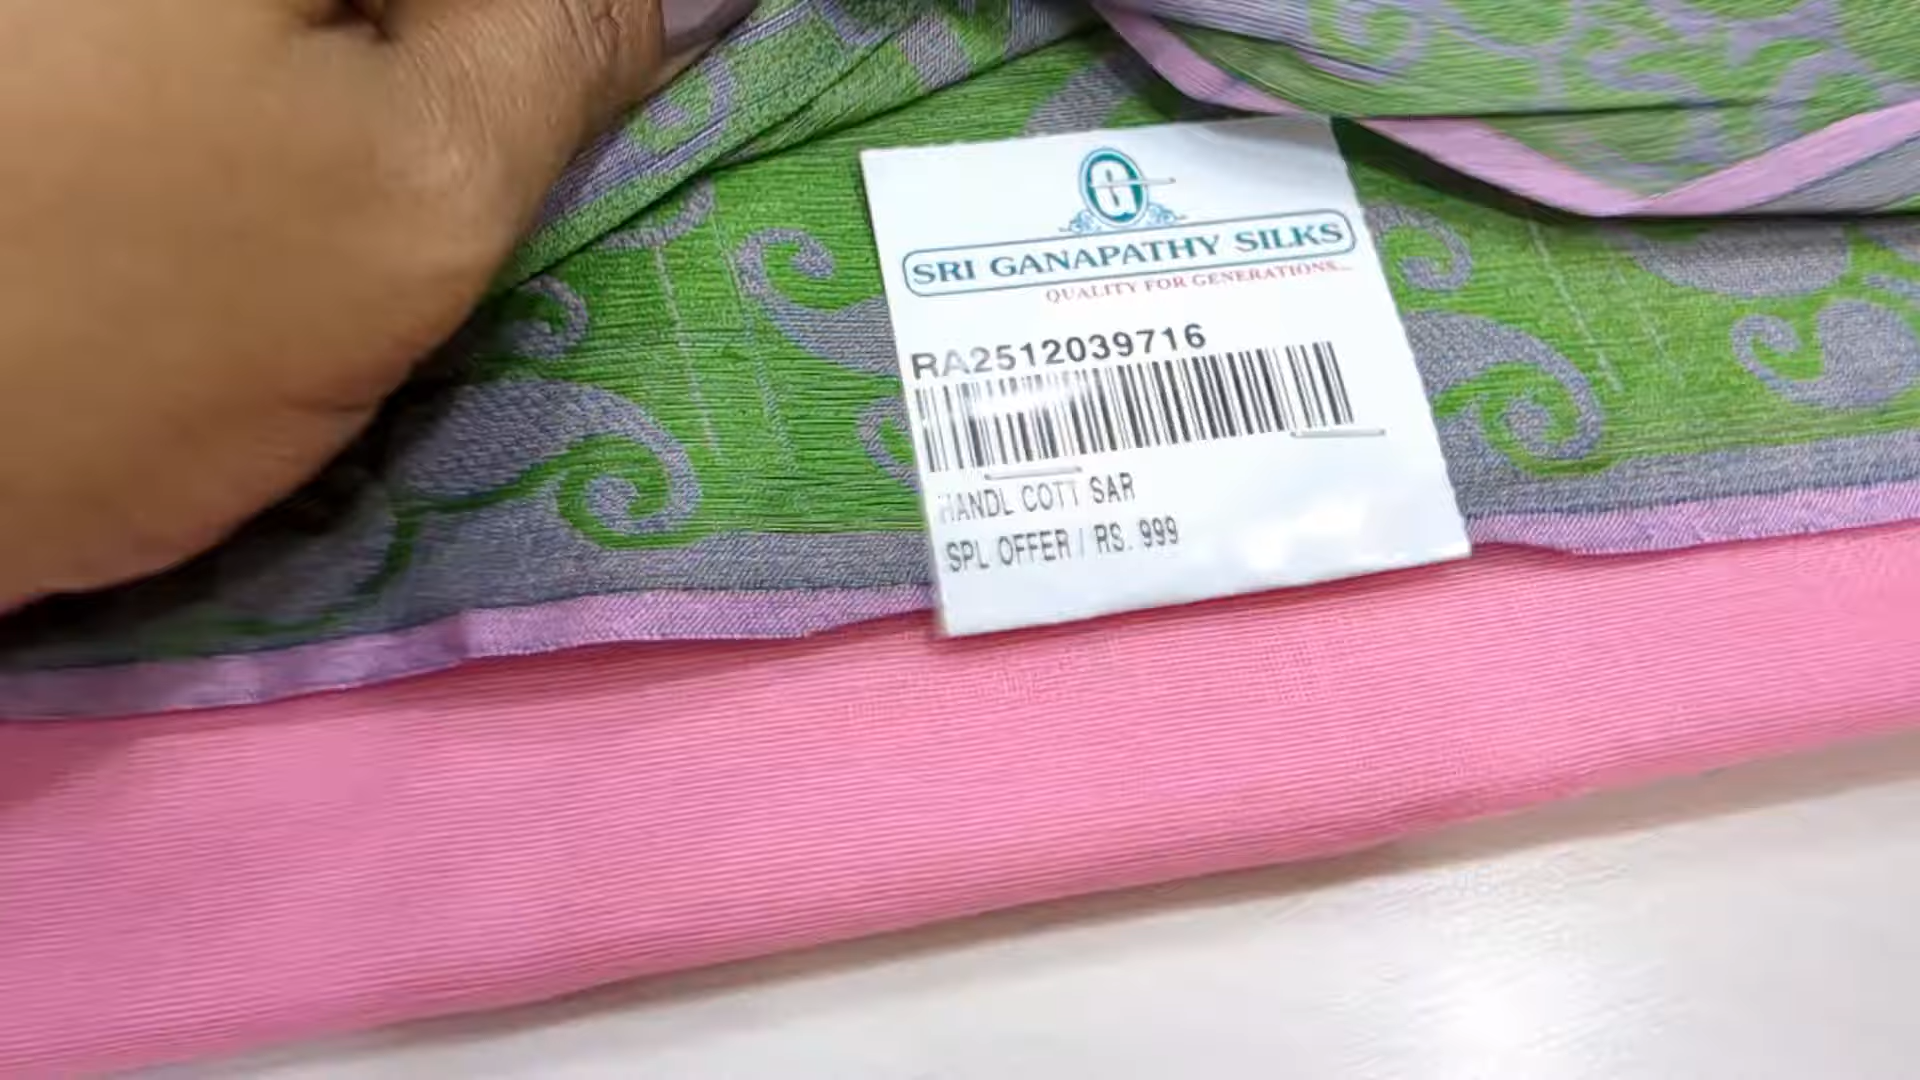 G
SRI GANAPATHY SILKS
QUALITY FOR GENERATIONS...
RA2512039716
HANDL COTT SAR
SPL OFFER / RS. 999